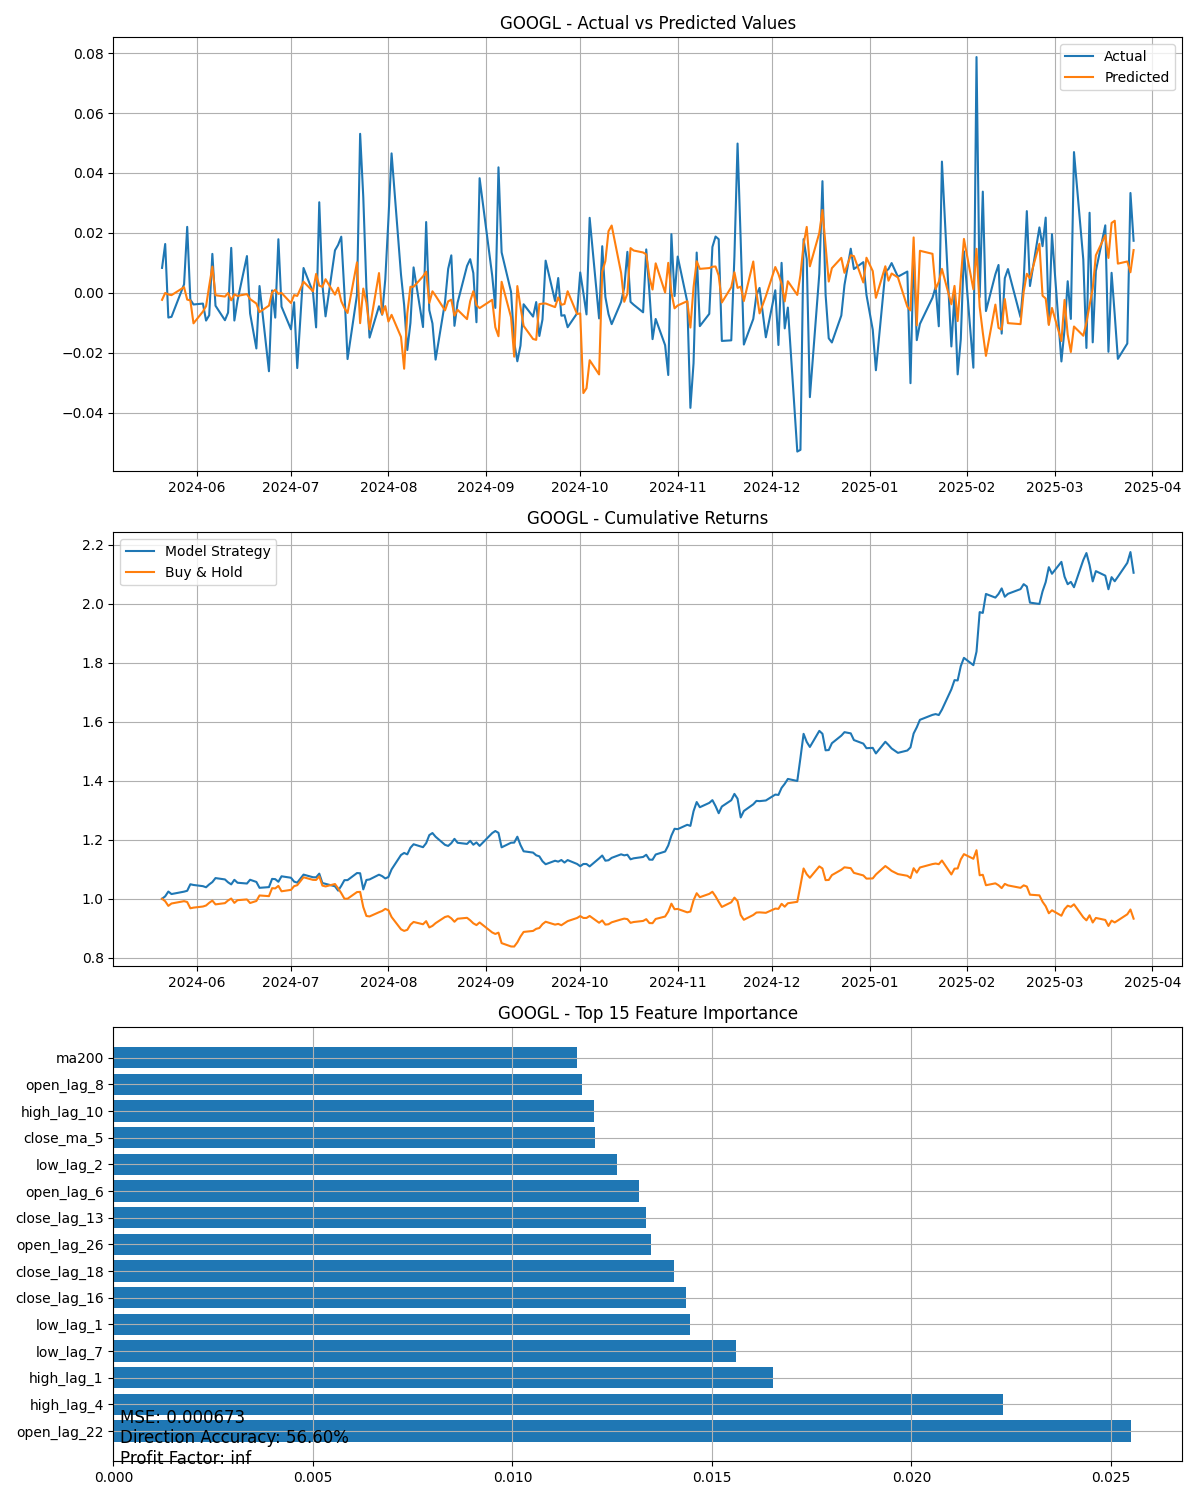 GOOGL - Actual vs Predicted Values
Actual
Predicted
0.08
0.06
0.04
0.02
0.00
−0.02
−0.04
2024-06 2024-07 2024-08 2024-09 2024-10 2024-11 2024-12 2025-01 2025-02 2025-03 2025-04
GOOGL - Cumulative Returns
Model Strategy
Buy & Hold
2.2
2.0
1.8
1.6
1.4
1.2
1.0
0.8
2024-06 2024-07 2024-08 2024-09 2024-10 2024-11 2024-12 2025-01 2025-02 2025-03 2025-04
GOOGL - Top 15 Feature Importance
ma200
open_lag_8
high_lag_10
close_ma_5
low_lag_2
open_lag_6
close_lag_13
open_lag_26
close_lag_18
close_lag_16
low_lag_1
low_lag_7
high_lag_1
high_lag_4
open_lag_22
MSE: 0.000673
Direction Accuracy: 56.60%
Profit Factor: inf
0.000 0.005 0.010 0.015 0.020 0.025